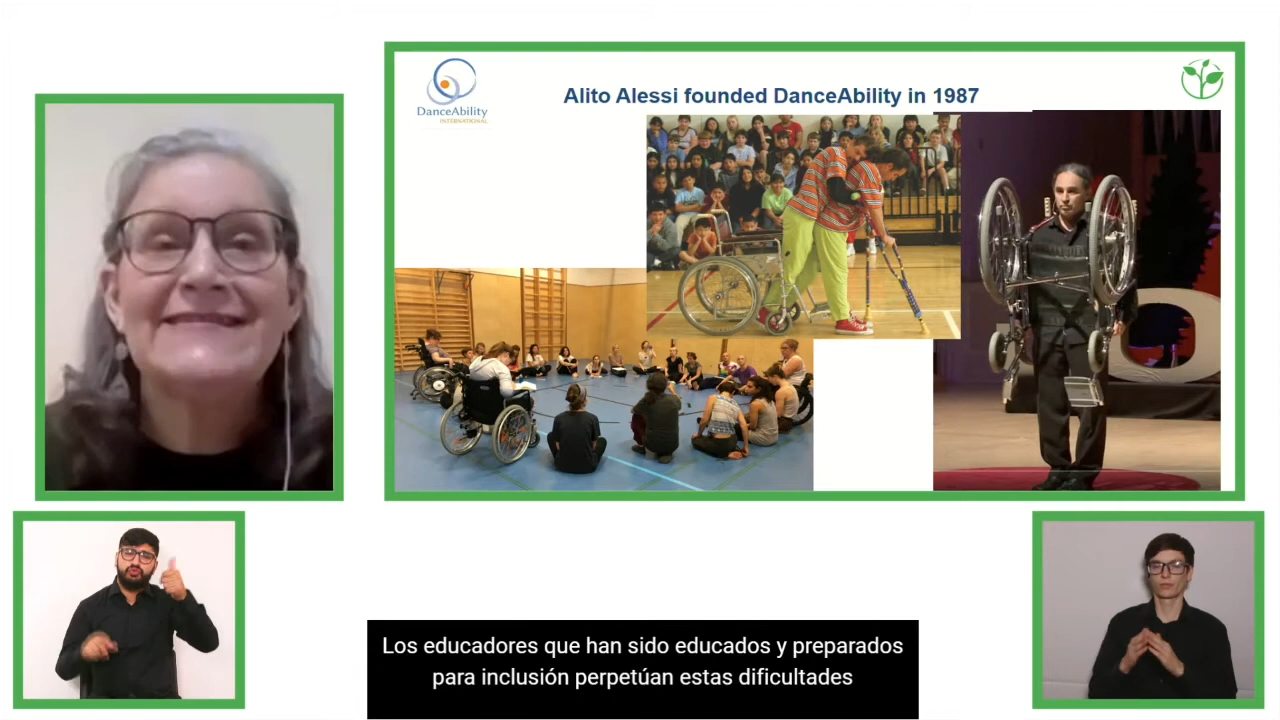 DanceAbility
INTERNATIONAL
Alito Alessi founded DanceAbility in 1987
Los educadores que han sido educados y preparados
para inclusión perpetúan estas dificultades